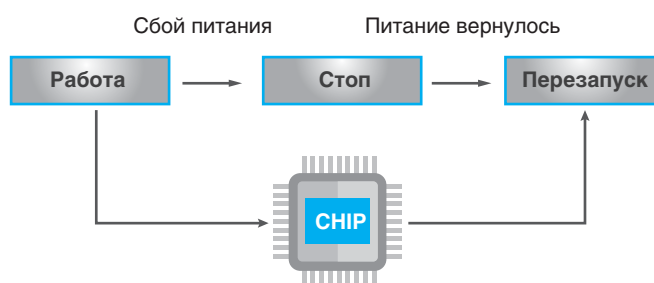 Сбой питания
Питание вернулось
Работа
Стоп
Перезапуск
CHIP